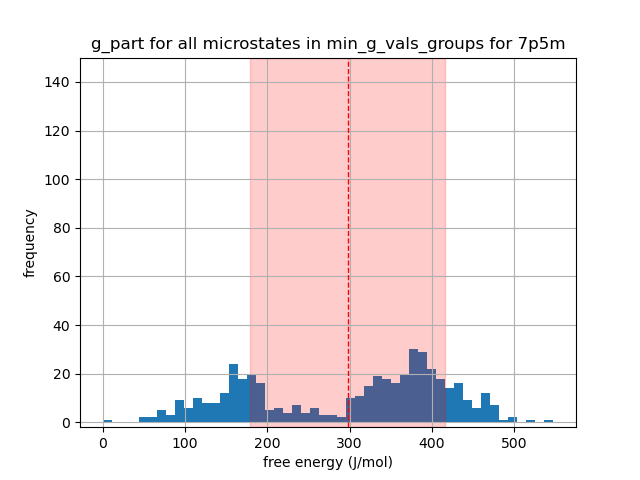 g_part for all microstates in min_g_vals_groups for 7p5m
140
120
100
80
60
40
20
0
frequency
0 100 200 300 400 500
free energy (J/mol)